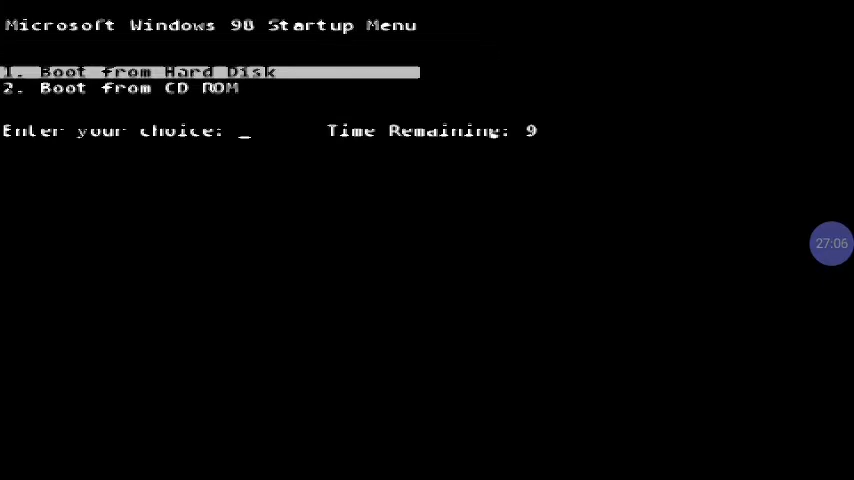 Microsoft Windows 98 Startup Menu
1. Boot from Hard Disk
2. Boot from CD ROM
Enter your choice: _ Time Remaining: 9
27:06